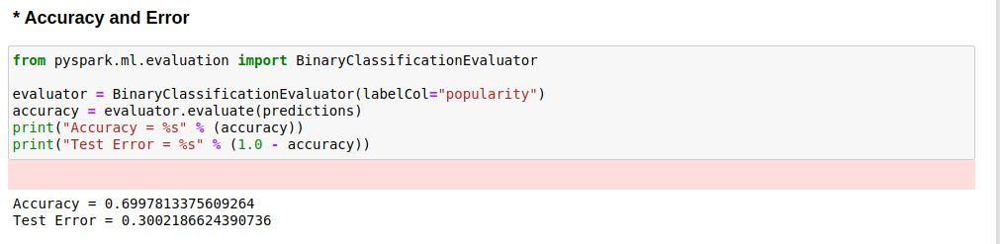 * Accuracy and Error
from pyspark.ml.evaluation import BinaryClassificationEvaluator
evaluator = BinaryClassificationEvaluator(labelCol="popularity")
accuracy = evaluator.evaluate(predictions)
print("Accuracy = %s" % (accuracy))
print("Test Error = %s" % (1.0 - accuracy))
Accuracy = 0.6997813375609264
Test Error = 0.3002186624390736